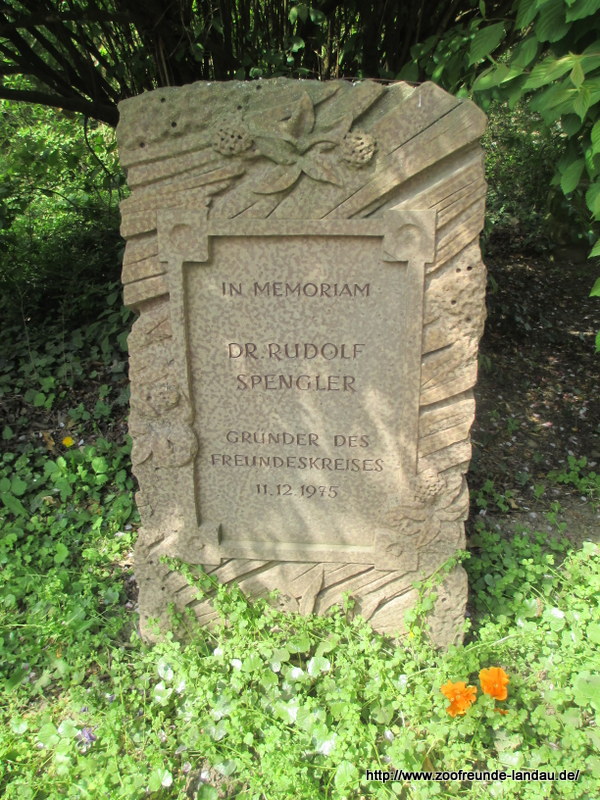 IN MEMORIAM
DR. RUDOLF
SPENGLER
GRÜNDER DES
FREUNDESKREISES
11.12.1975
http://www.zoofreunde-landau.de/